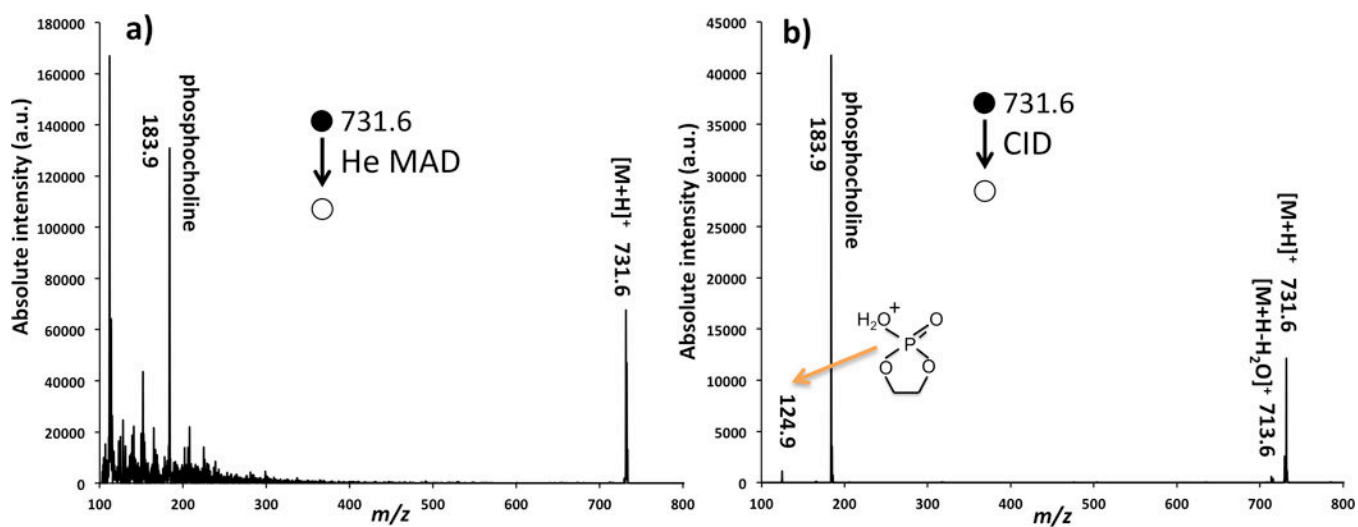 a)
Absolute intensity (a.u.)
180000
160000
140000
120000
100000
80000
60000
40000
20000
0
183.9
phosphocholine
731.6
He MAD
[M+H]⁺ 731.6
100 200 300 400 500 600 700 800
m/z
b)
Absolute intensity (a.u.)
45000
40000
35000
30000
25000
20000
15000
10000
5000
0
183.9
phosphocholine
731.6
CID
H₂O + O
P
O O
124.9
[M+H-H₂O]⁺ 713.6
[M+H]⁺ 731.6
100 200 300 400 500 600 700 800
m/z